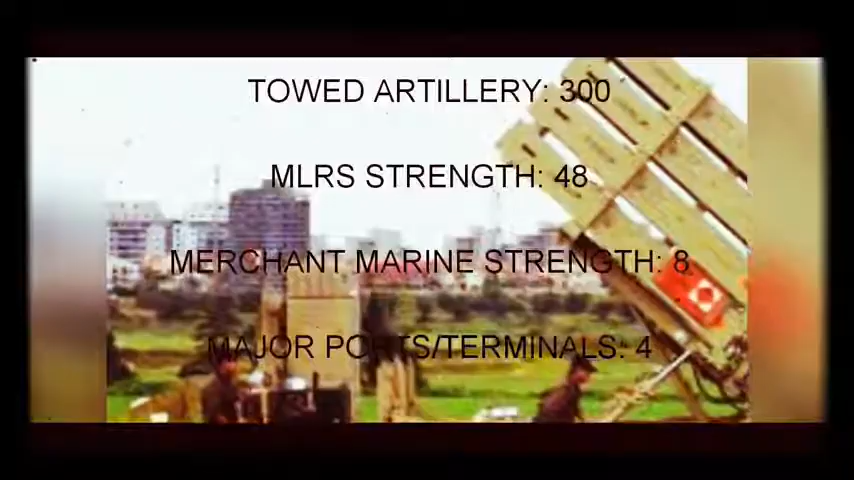 TOWED ARTILLERY: 300
MLRS STRENGTH: 48
MERCHANT MARINE STRENGTH: 8
MAJOR PORTS/TERMINALS: 4